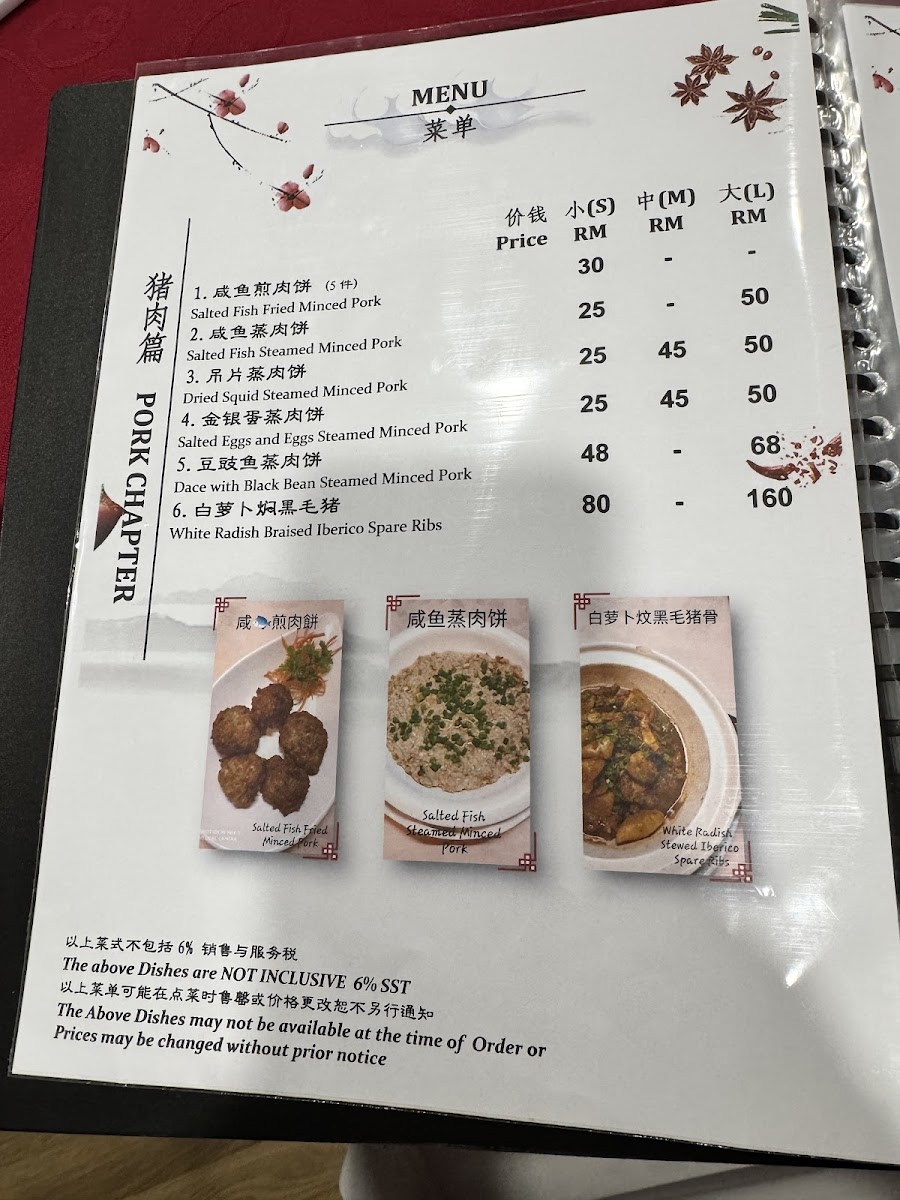 MENU
菜单
价钱 小(S) 中(M) 大(L)
Price RM RM RM
猪肉篇 PORK CHAPTER
1. 咸鱼煎肉饼 (5 件) 30 - -
Salted Fish Fried Minced Pork
2. 咸鱼蒸肉饼 25 - 50
Salted Fish Steamed Minced Pork
3. 吊片蒸肉饼 25 45 50
Dried Squid Steamed Minced Pork
4. 金银蛋蒸肉饼 25 45 50
Salted Eggs and Eggs Steamed Minced Pork
5. 豆豉鱼蒸肉饼 48 - 68
Dace with Black Bean Steamed Minced Pork
6. 白萝卜焖黑毛猪 80 - 160
White Radish Braised Iberico Spare Ribs
咸🐟煎肉餅
Salted Fish Fried
Minced Pork
咸鱼蒸肉饼
Salted Fish
Steamed Minced
Pork
白萝卜炆黑毛猪骨
White Radish
Stewed Iberico
Spare Ribs
以上菜式不包括 6% 销售与服务税
The above Dishes are NOT INCLUSIVE 6% SST
以上菜单可能在点菜时售罄或价格更改恕不另行通知
The Above Dishes may not be available at the time of Order or
Prices may be changed without prior notice